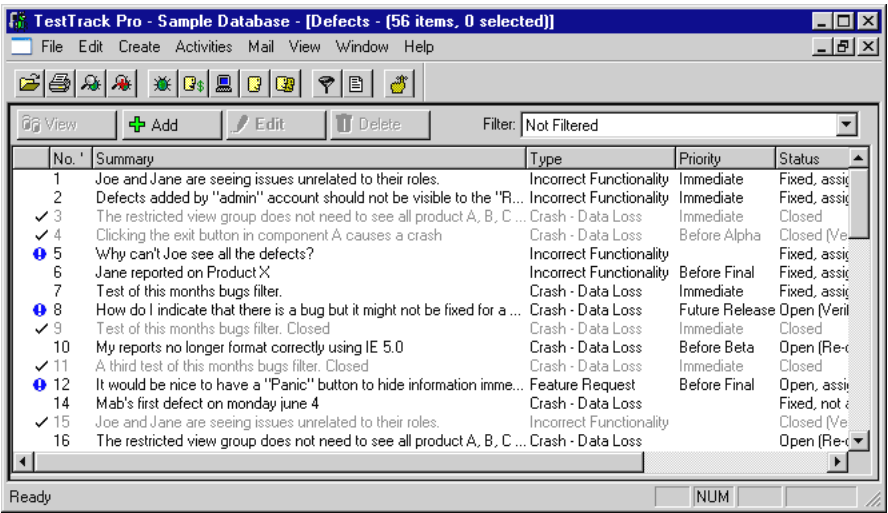 TestTrack Pro - Sample Database - [Defects - (56 items, 0 selected)]
File Edit Create Activities Mail View Window Help
View Add Edit Delete Filter: Not Filtered
No. ' Summary Type Priority Status
1 Joe and Jane are seeing issues unrelated to their roles. Incorrect Functionality Immediate Fixed, assig
2 Defects added by "admin" account should not be visible to the "R... Incorrect Functionality Immediate Fixed, assig
3 The restricted view group does not need to see all product A, B, C ... Crash - Data Loss Immediate Closed
4 Clicking the exit button in component A causes a crash Crash - Data Loss Before Alpha Closed (Ve
5 Why can't Joe see all the defects? Incorrect Functionality Fixed, assig
6 Jane reported on Product X Incorrect Functionality Before Final Fixed, assig
7 Test of this months bugs filter. Crash - Data Loss Immediate Fixed, assig
8 How do I indicate that there is a bug but it might not be fixed for a ... Crash - Data Loss Future Release Open (Veri
9 Test of this months bugs filter. Closed Crash - Data Loss Immediate Closed
10 My reports no longer format correctly using IE 5.0 Crash - Data Loss Before Beta Open (Re-
11 A third test of this months bugs filter. Closed Crash - Data Loss Immediate Closed
12 It would be nice to have a "Panic" button to hide information imme... Feature Request Before Final Open, assig
14 Mab's first defect on monday june 4 Crash - Data Loss Fixed, not
15 Joe and Jane are seeing issues unrelated to their roles. Incorrect Functionality Closed (Ve
16 The restricted view group does not need to see all product A, B, C ... Crash - Data Loss Open (Re-
Ready NUM